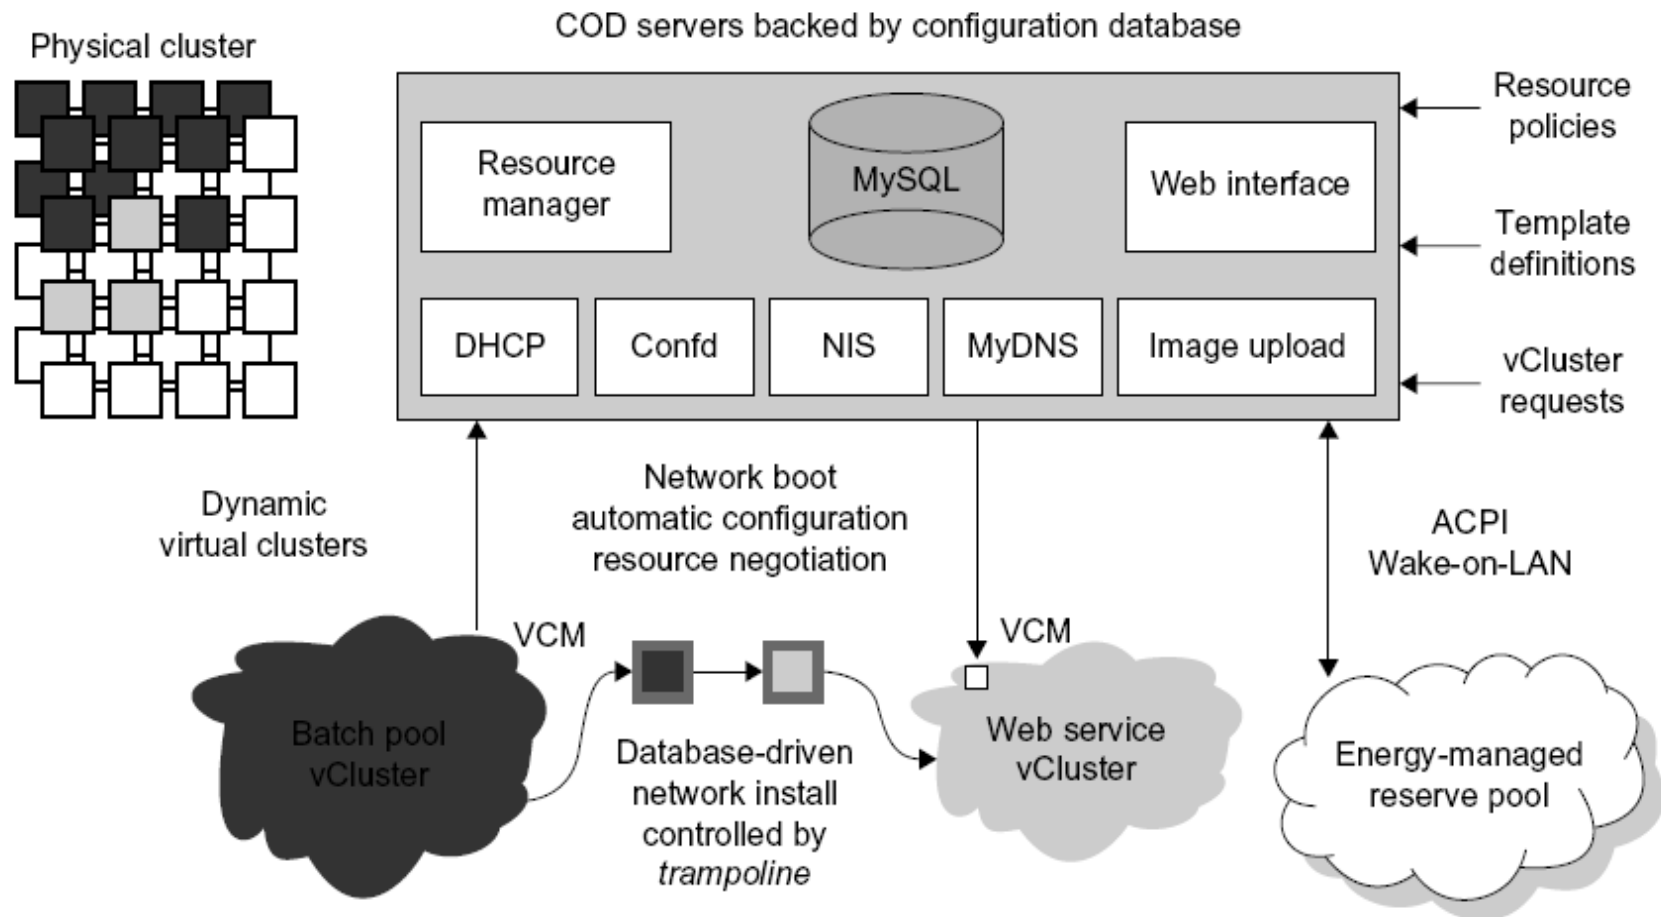 COD servers backed by configuration database
Physical cluster
Resource
policies
Resource
manager
MySQL
Web interface
Template
definitions
DHCP
Confd
NIS
MyDNS
Image upload
vCluster
requests
Dynamic
virtual clusters
Network boot
automatic configuration
resource negotiation
ACPI
Wake-on-LAN
VCM
VCM
Batch pool
vCluster
Database-driven
network install
controlled by
trampoline
Web service
vCluster
Energy-managed
reserve pool